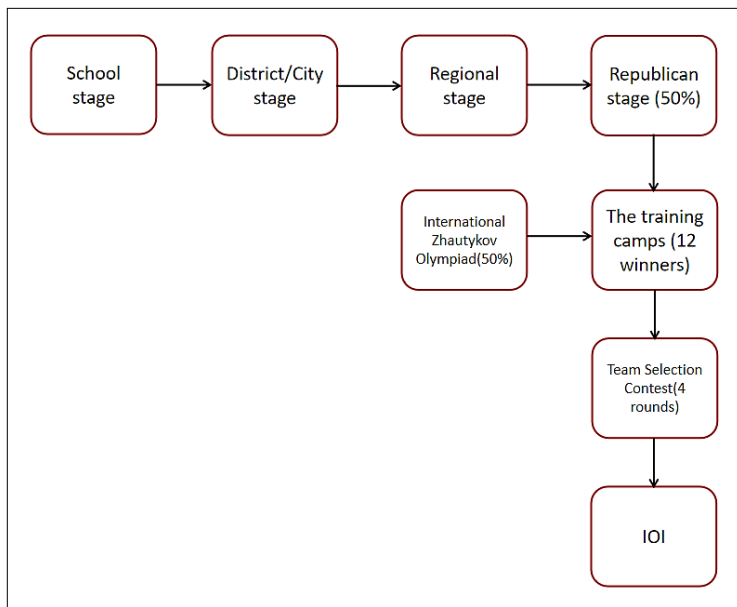 School
stage
District/City
stage
Regional
stage
Republican
stage (50%)
International
Zhautykov
Olympiad(50%)
The training
camps (12
winners)
Team Selection
Contest(4
rounds)
IOI